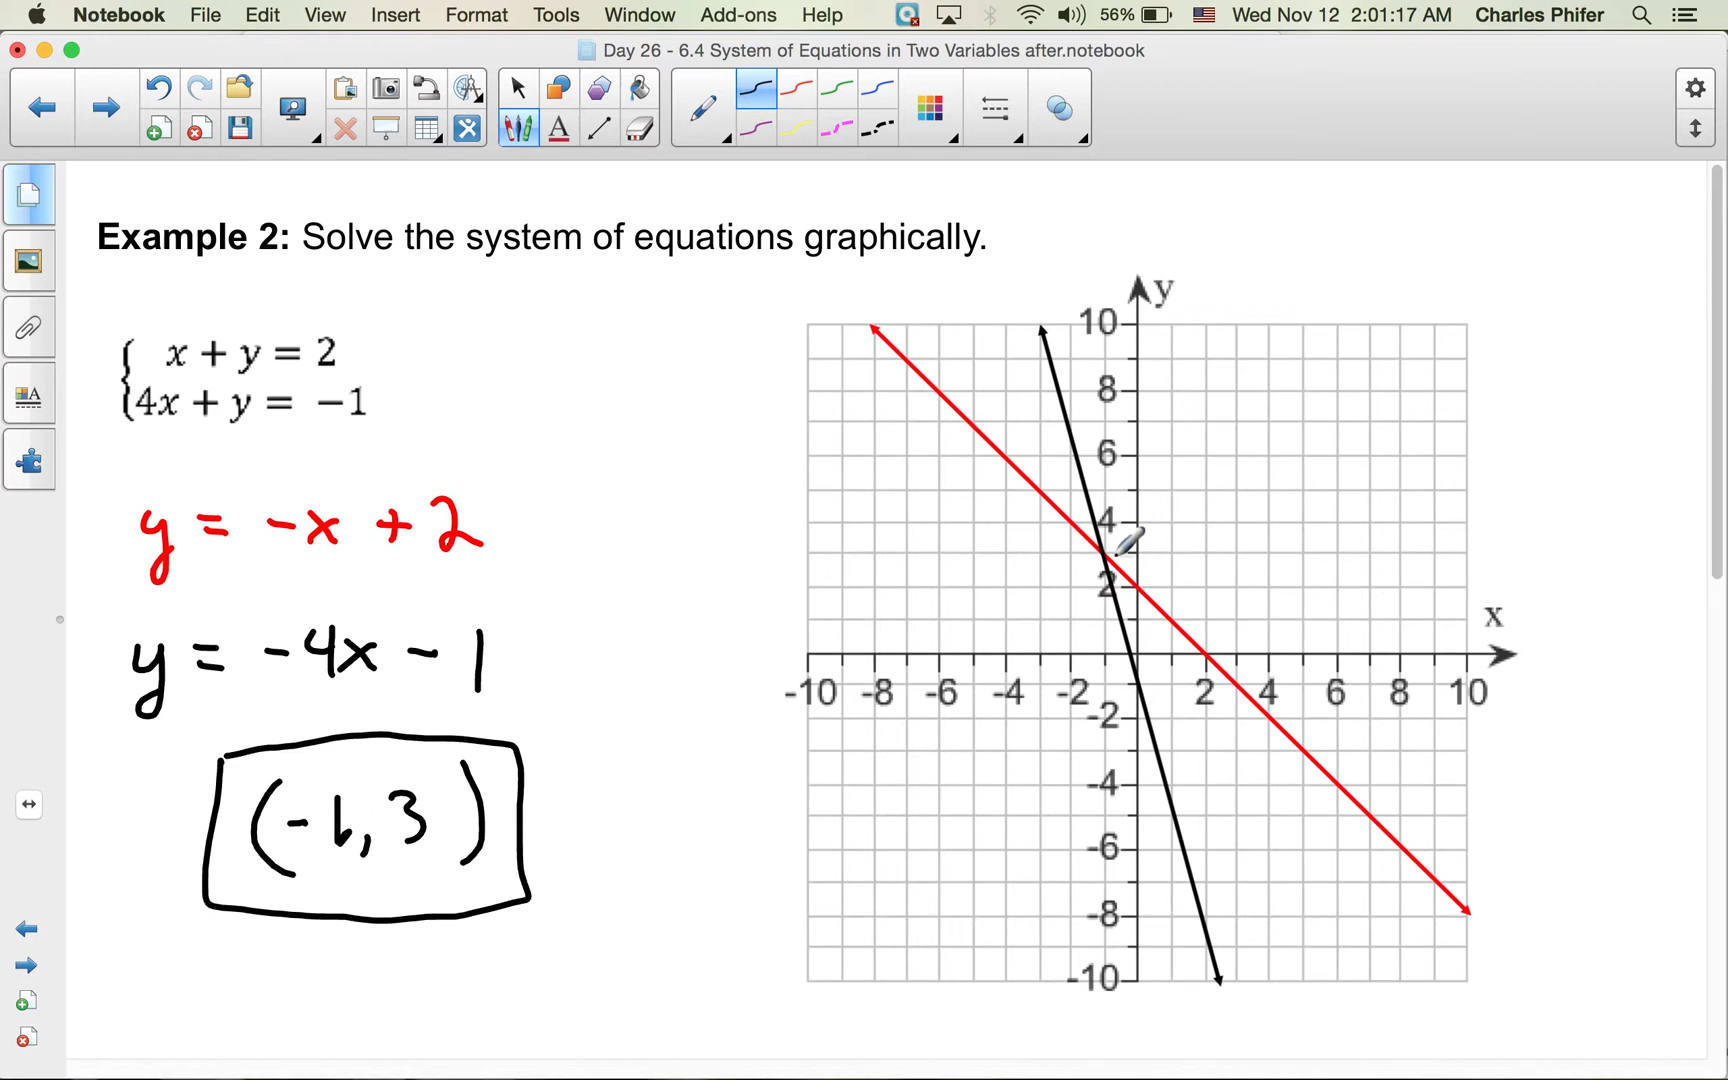 Notebook File Edit View Insert Format Tools Window Add-ons Help 56% Wed Nov 12 2:01:17 AM Charles Phifer
Day 26 - 6.4 System of Equations in Two Variables after.notebook
Example 2: Solve the system of equations graphically.
x + y = 2
4x + y = −1
y = -x + 2
y = -4x - 1
(-1, 3)
y
10
8
6
4
2
x
-10 -8 -6 -4 -2 2 4 6 8 10
-2
-4
-6
-8
-10